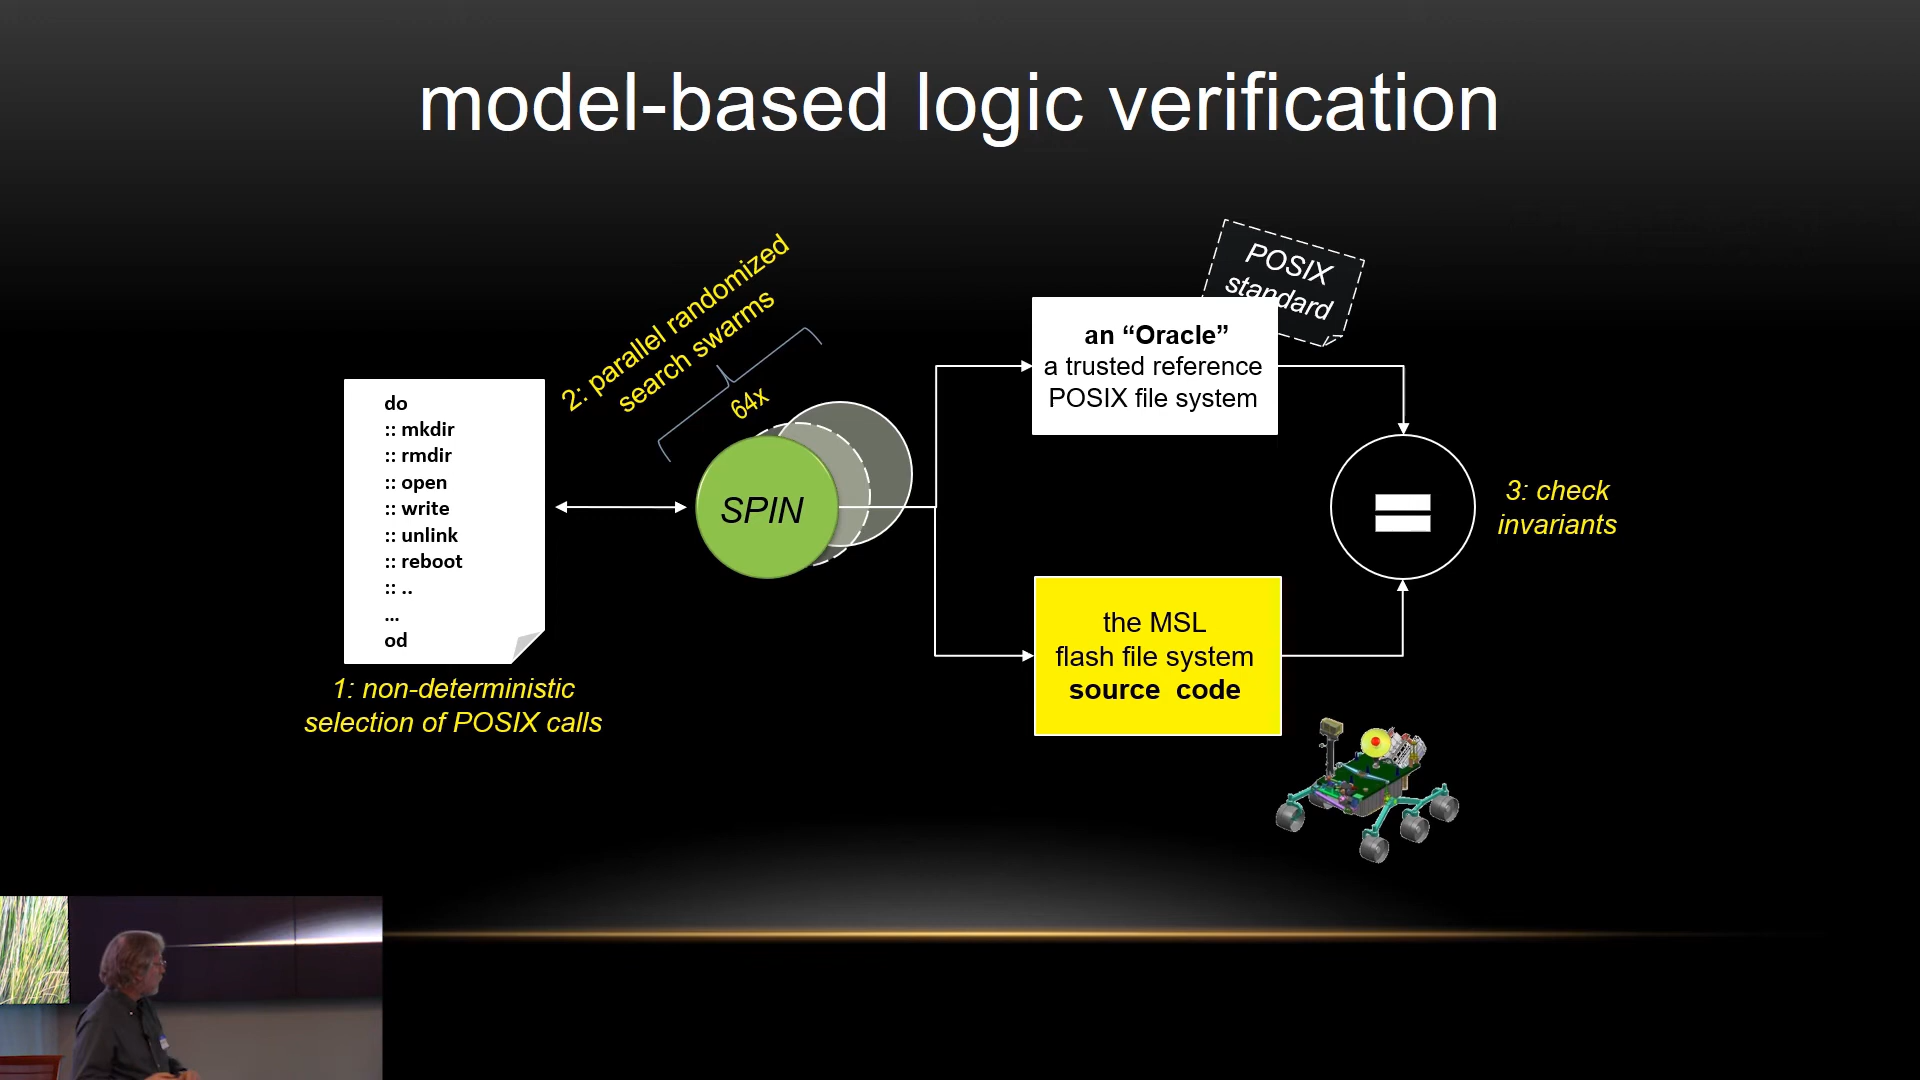 model-based logic verification
2: parallel randomized
search swarms
64x
POSIX
standard
an “Oracle”
a trusted reference
POSIX file system
do
:: mkdir
:: rmdir
:: open
:: write
:: unlink
:: reboot
:: ..
...
od
SPIN
3: check
invariants
the MSL
flash file system
source code
1: non-deterministic
selection of POSIX calls